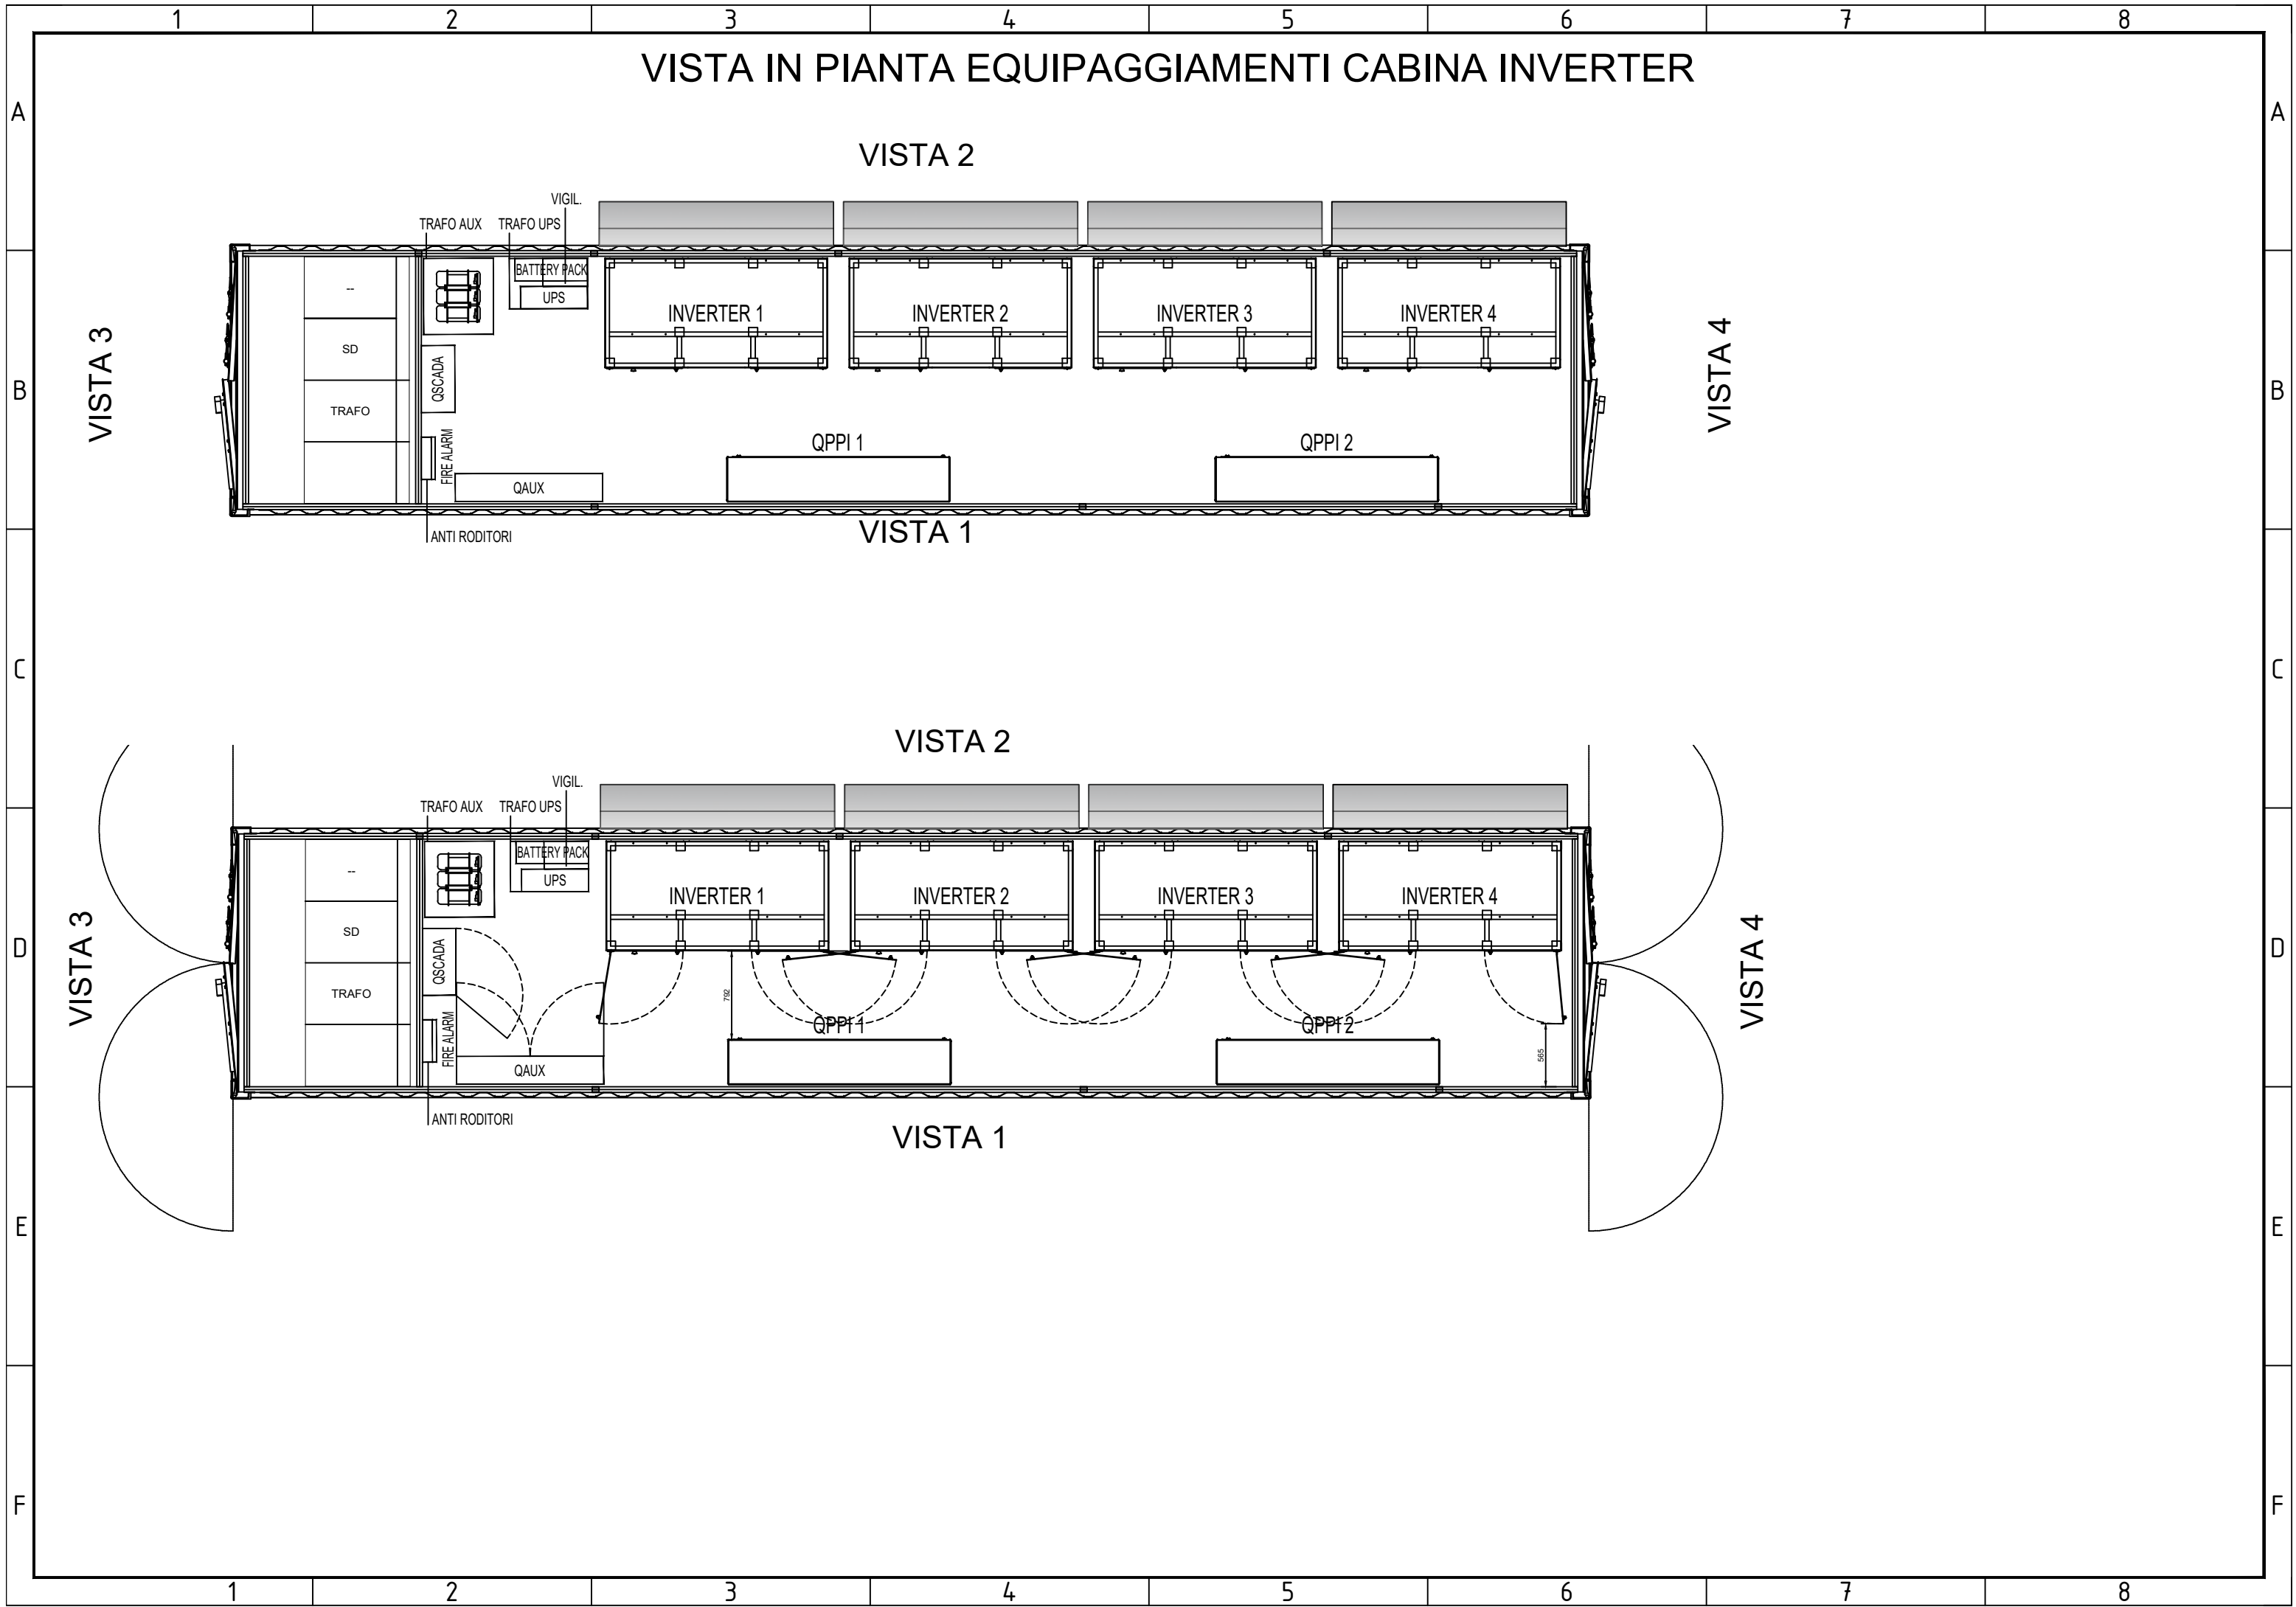 1 2 3 4 5 6 7 8
VISTA IN PIANTA EQUIPAGGIAMENTI CABINA INVERTER
A A
VISTA 2
VIGIL.
TRAFO AUX TRAFO UPS
BATTERY PACK
UPS
--
SD
TRAFO
QSCADA
FIRE ALARM
QAUX
ANTI RODITORI
INVERTER 1 INVERTER 2 INVERTER 3 INVERTER 4
QPPI 1 QPPI 2
VISTA 3
VISTA 4
B B
VISTA 1
C C
VISTA 2
VIGIL.
TRAFO AUX TRAFO UPS
BATTERY PACK
UPS
--
SD
TRAFO
QSCADA
FIRE ALARM
QAUX
ANTI RODITORI
INVERTER 1 INVERTER 2 INVERTER 3 INVERTER 4
792
QPPI 1 QPPI 2
565
VISTA 3
VISTA 4
D D
VISTA 1
E E
F F
1 2 3 4 5 6 7 8